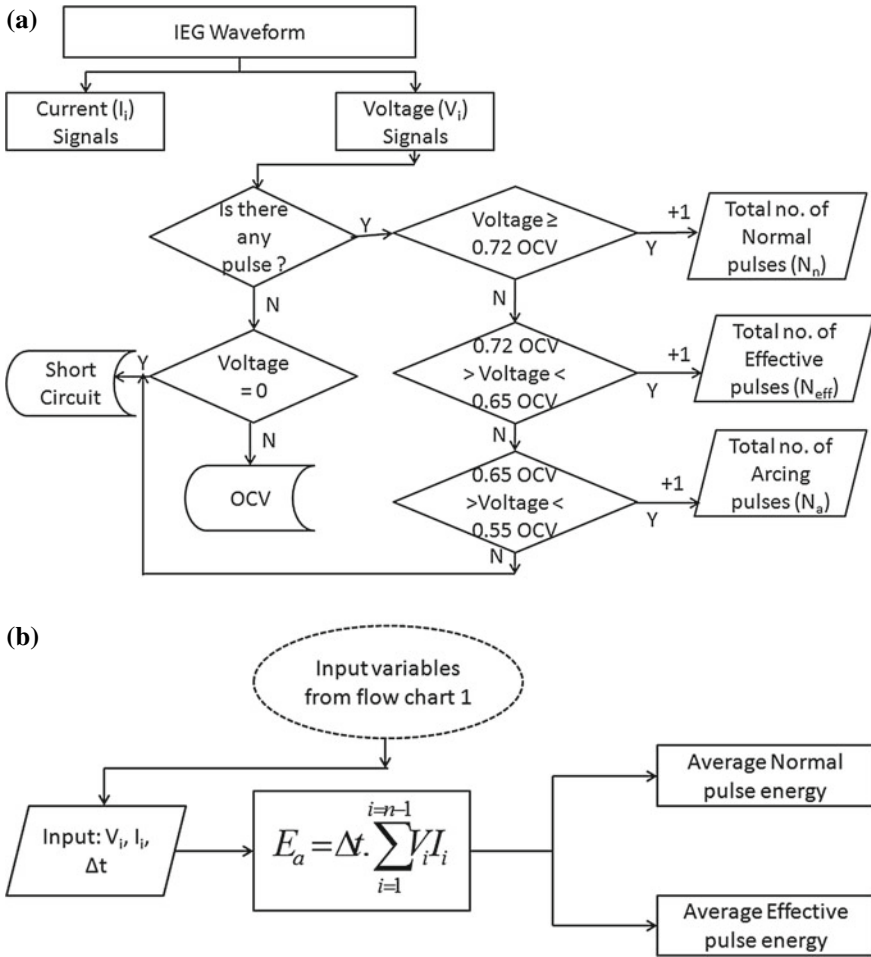 (a)
IEG Waveform
Current (Iᵢ)
Signals
Voltage (Vᵢ)
Signals
Is there
any
pulse ?
Y
Voltage ≥
0.72 OCV
+1
Y
Total no. of
Normal
pulses (Nₙ)
N
N
Short
Circuit
Y
Voltage
= 0
0.72 OCV
> Voltage <
0.65 OCV
+1
Y
Total no. of
Effective
pulses (N_eff)
N
N
OCV
0.65 OCV
>Voltage <
0.55 OCV
+1
Y
Total no. of
Arcing
pulses (Nₐ)
N
(b)
Input variables
from flow chart 1
Input: Vᵢ, Iᵢ,
Δt
i=n-1
Eₐ = Δt. ∑ VᵢIᵢ
i=1
Average Normal
pulse energy
Average Effective
pulse energy